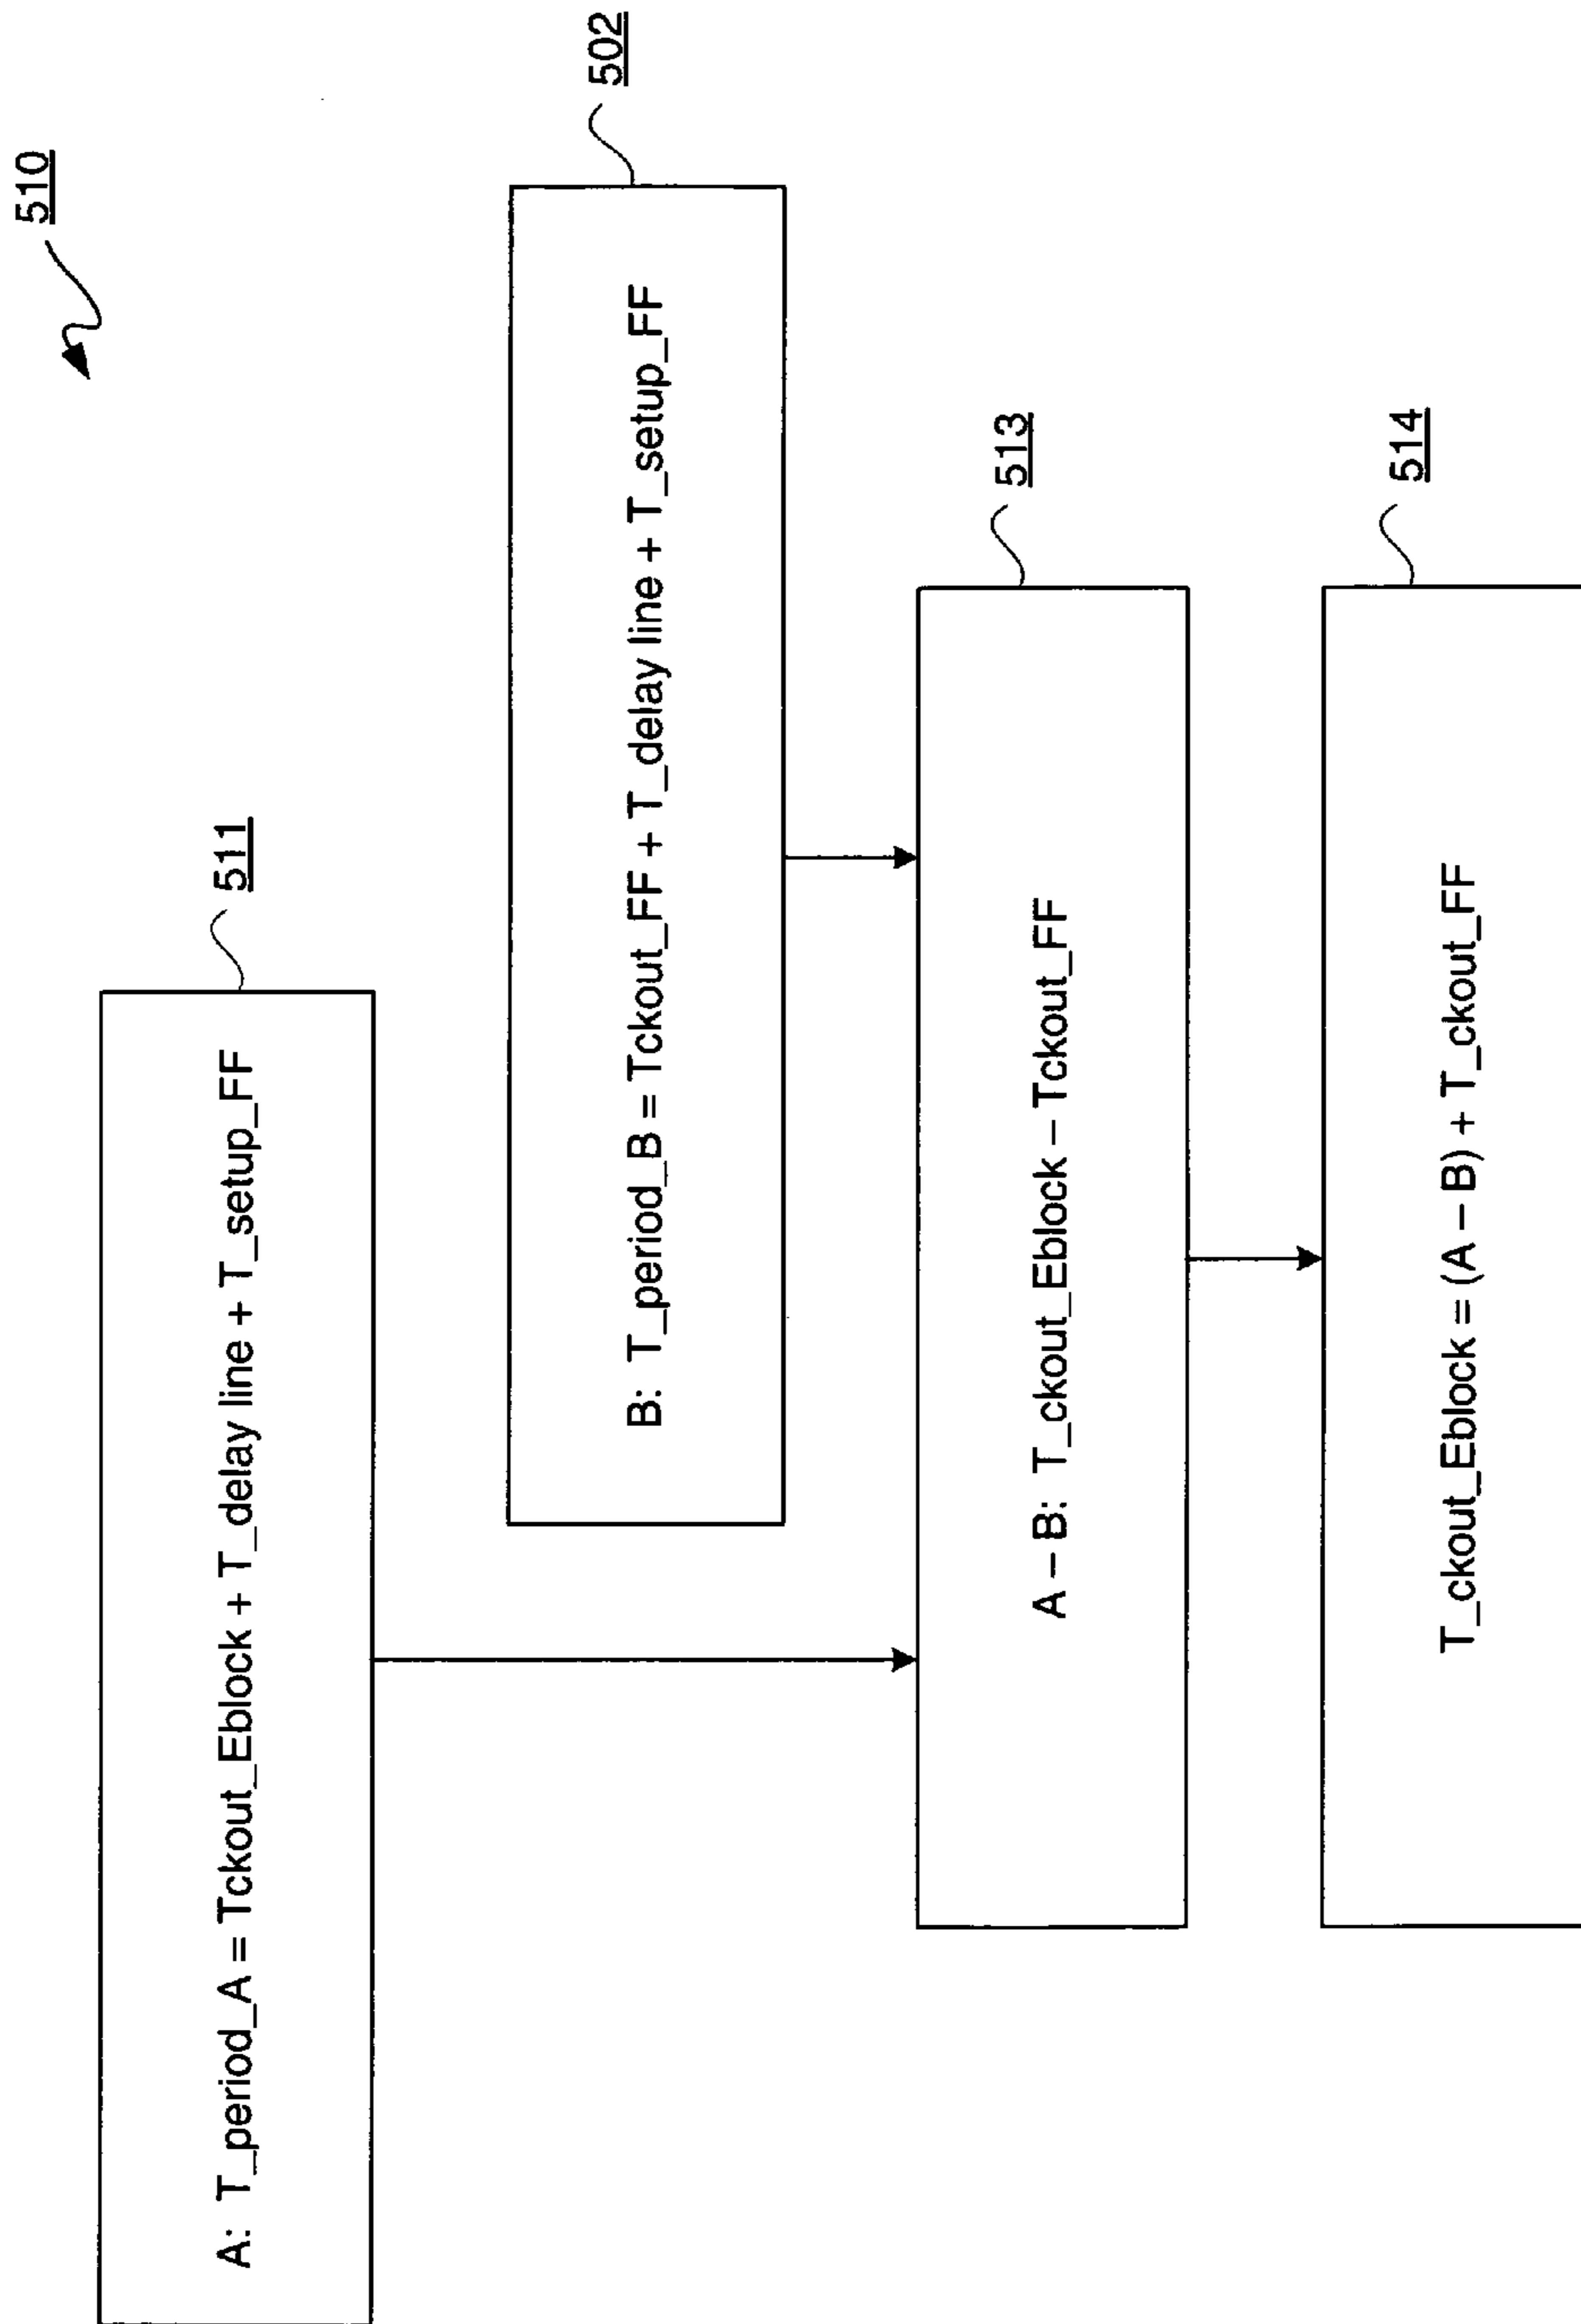 510
A: T_period_A = Tckout_Eblock + T_delay line + T_setup_FF
511
B: T_period_B = Tckout_FF + T_delay line + T_setup_FF
502
A – B: T_ckout_Eblock – Tckout_FF
513
T_ckout_Eblock = (A – B) + T_ckout_FF
514